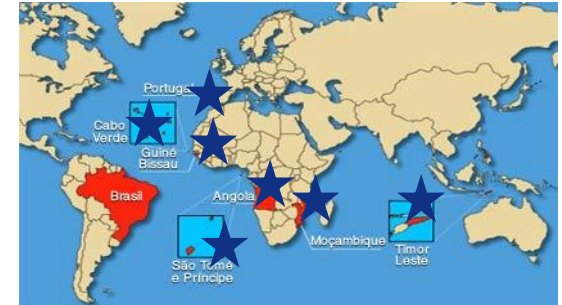 Portugal
Cabo
Verde
Guiné
Bissau
Brasil
Angola
Moçambique
São Tomé
e Príncipe
Timor
Leste